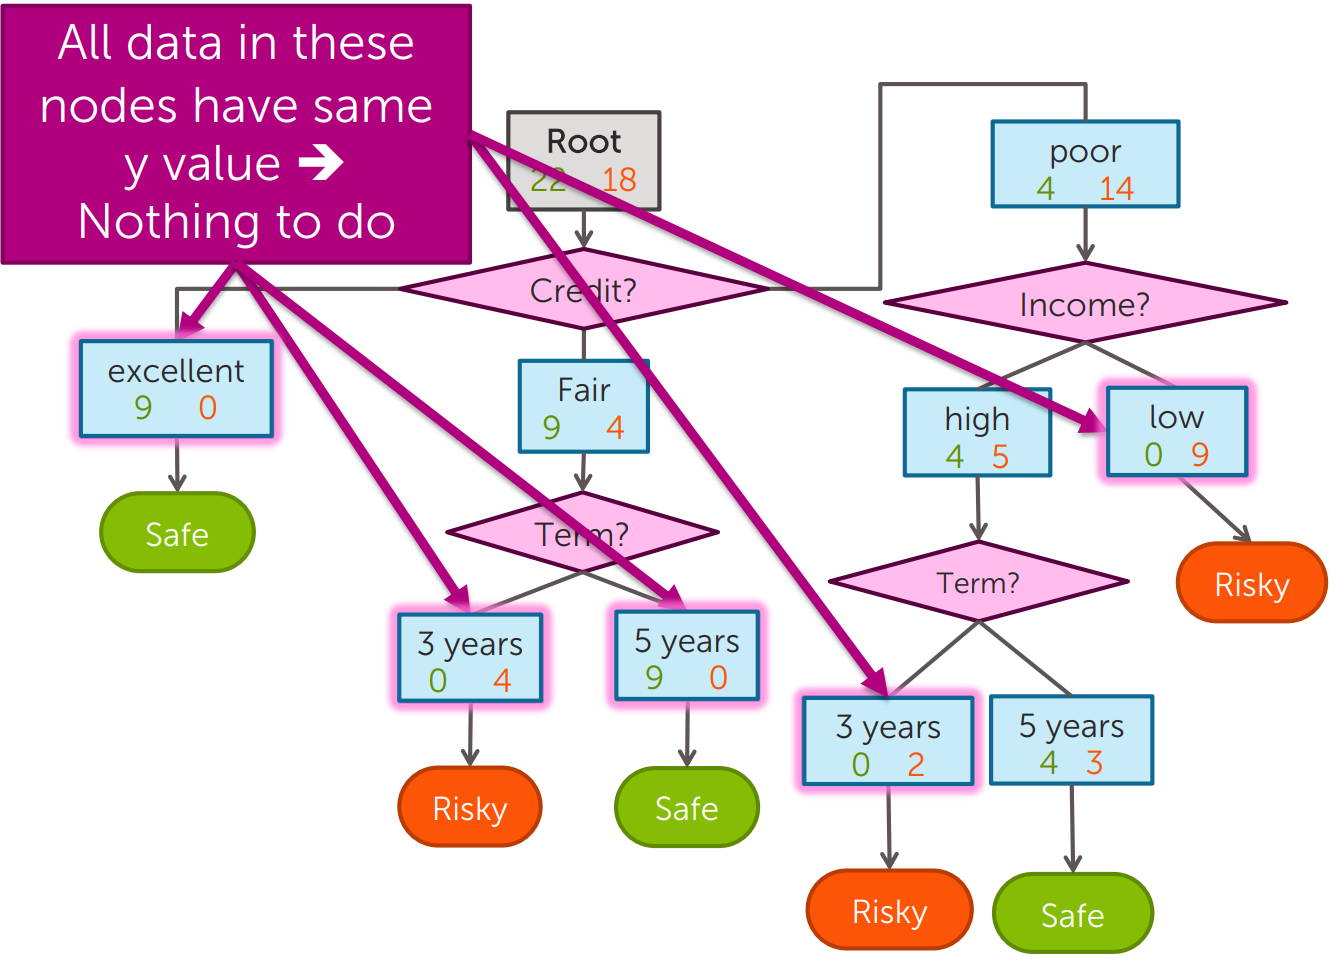 All data in these
nodes have same
y value ➔
Nothing to do
Root
22 18
Credit?
excellent
9 0
Safe
Fair
9 4
Term?
3 years
0 4
Risky
5 years
9 0
Safe
poor
4 14
Income?
high
4 5
Term?
3 years
0 2
Risky
5 years
4 3
Safe
low
0 9
Risky